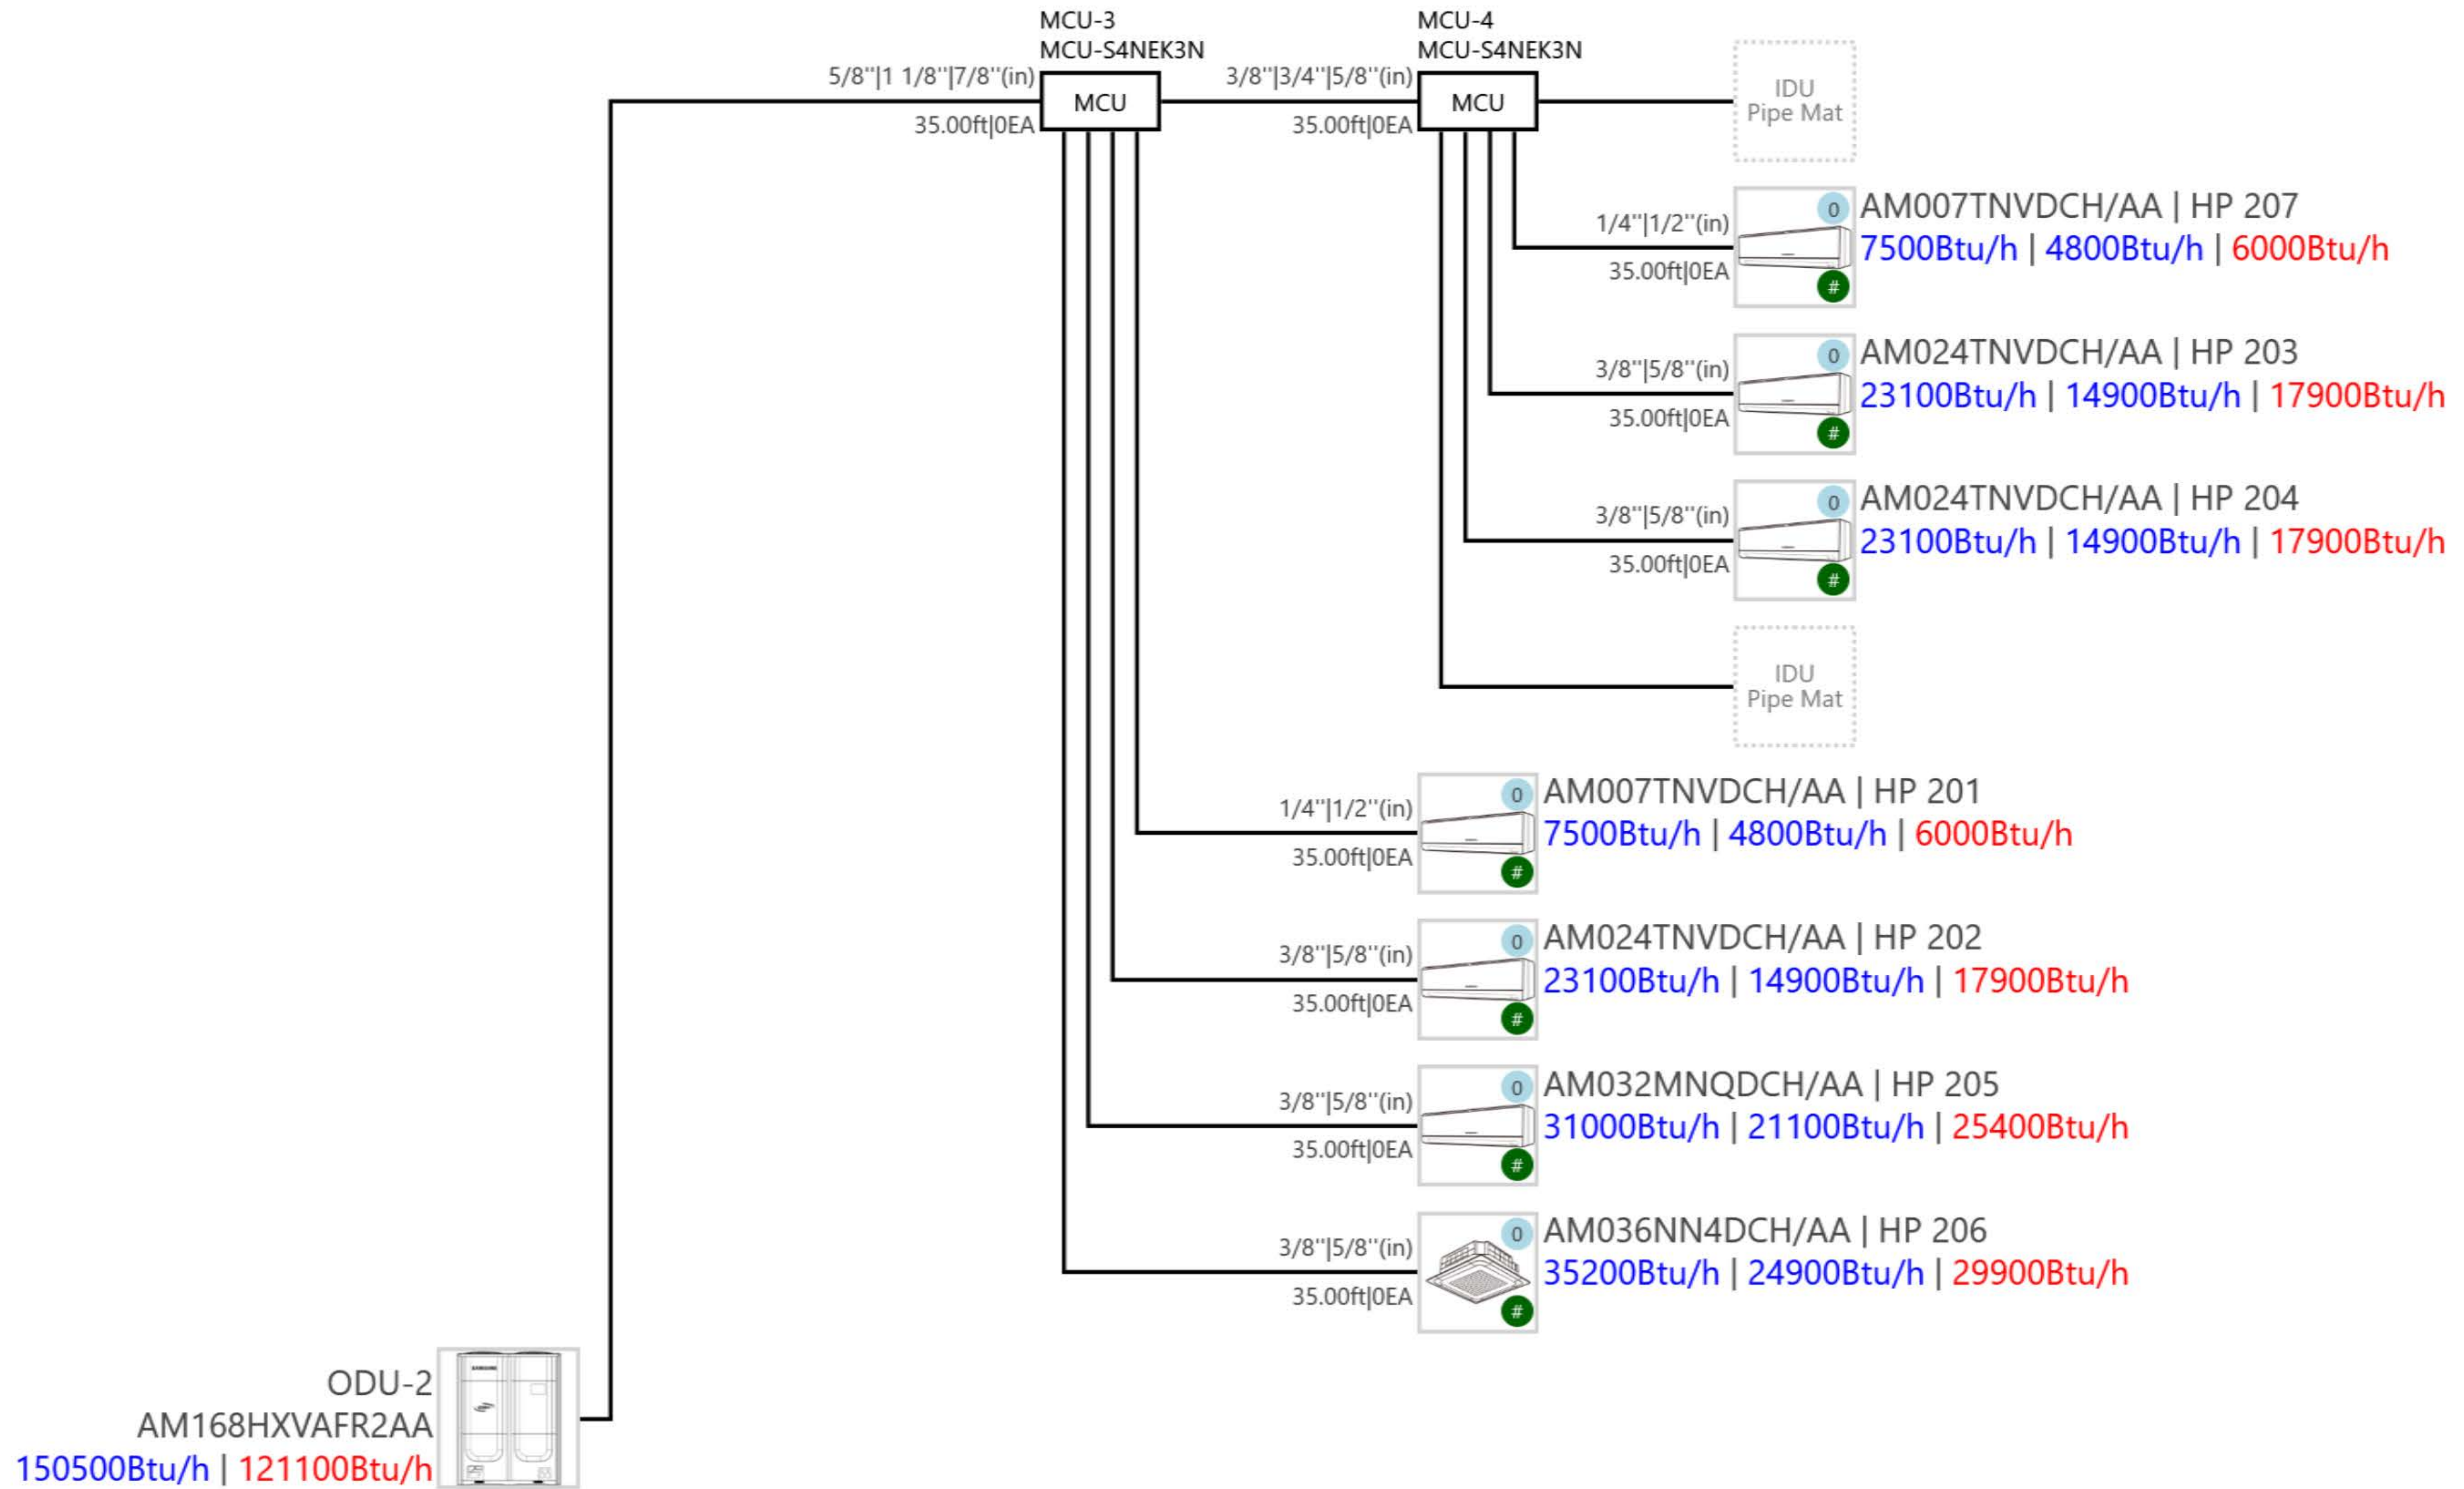 MCU-3
MCU-S4NEK3N
MCU-4
MCU-S4NEK3N
5/8''|1 1/8''|7/8''(in)
MCU
3/8''|3/4''|5/8''(in)
MCU
35.00ft|0EA
35.00ft|0EA
IDU
Pipe Mat
1/4''|1/2''(in)
35.00ft|0EA
0
#
AM007TNVDCH/AA | HP 207
7500Btu/h | 4800Btu/h | 6000Btu/h
3/8''|5/8''(in)
35.00ft|0EA
0
#
AM024TNVDCH/AA | HP 203
23100Btu/h | 14900Btu/h | 17900Btu/h
3/8''|5/8''(in)
35.00ft|0EA
0
#
AM024TNVDCH/AA | HP 204
23100Btu/h | 14900Btu/h | 17900Btu/h
IDU
Pipe Mat
1/4''|1/2''(in)
35.00ft|0EA
0
#
AM007TNVDCH/AA | HP 201
7500Btu/h | 4800Btu/h | 6000Btu/h
3/8''|5/8''(in)
35.00ft|0EA
0
#
AM024TNVDCH/AA | HP 202
23100Btu/h | 14900Btu/h | 17900Btu/h
3/8''|5/8''(in)
35.00ft|0EA
0
#
AM032MNQDCH/AA | HP 205
31000Btu/h | 21100Btu/h | 25400Btu/h
3/8''|5/8''(in)
35.00ft|0EA
0
#
AM036NN4DCH/AA | HP 206
35200Btu/h | 24900Btu/h | 29900Btu/h
ODU-2
AM168HXVAFR2AA
150500Btu/h | 121100Btu/h
SAMSUNG